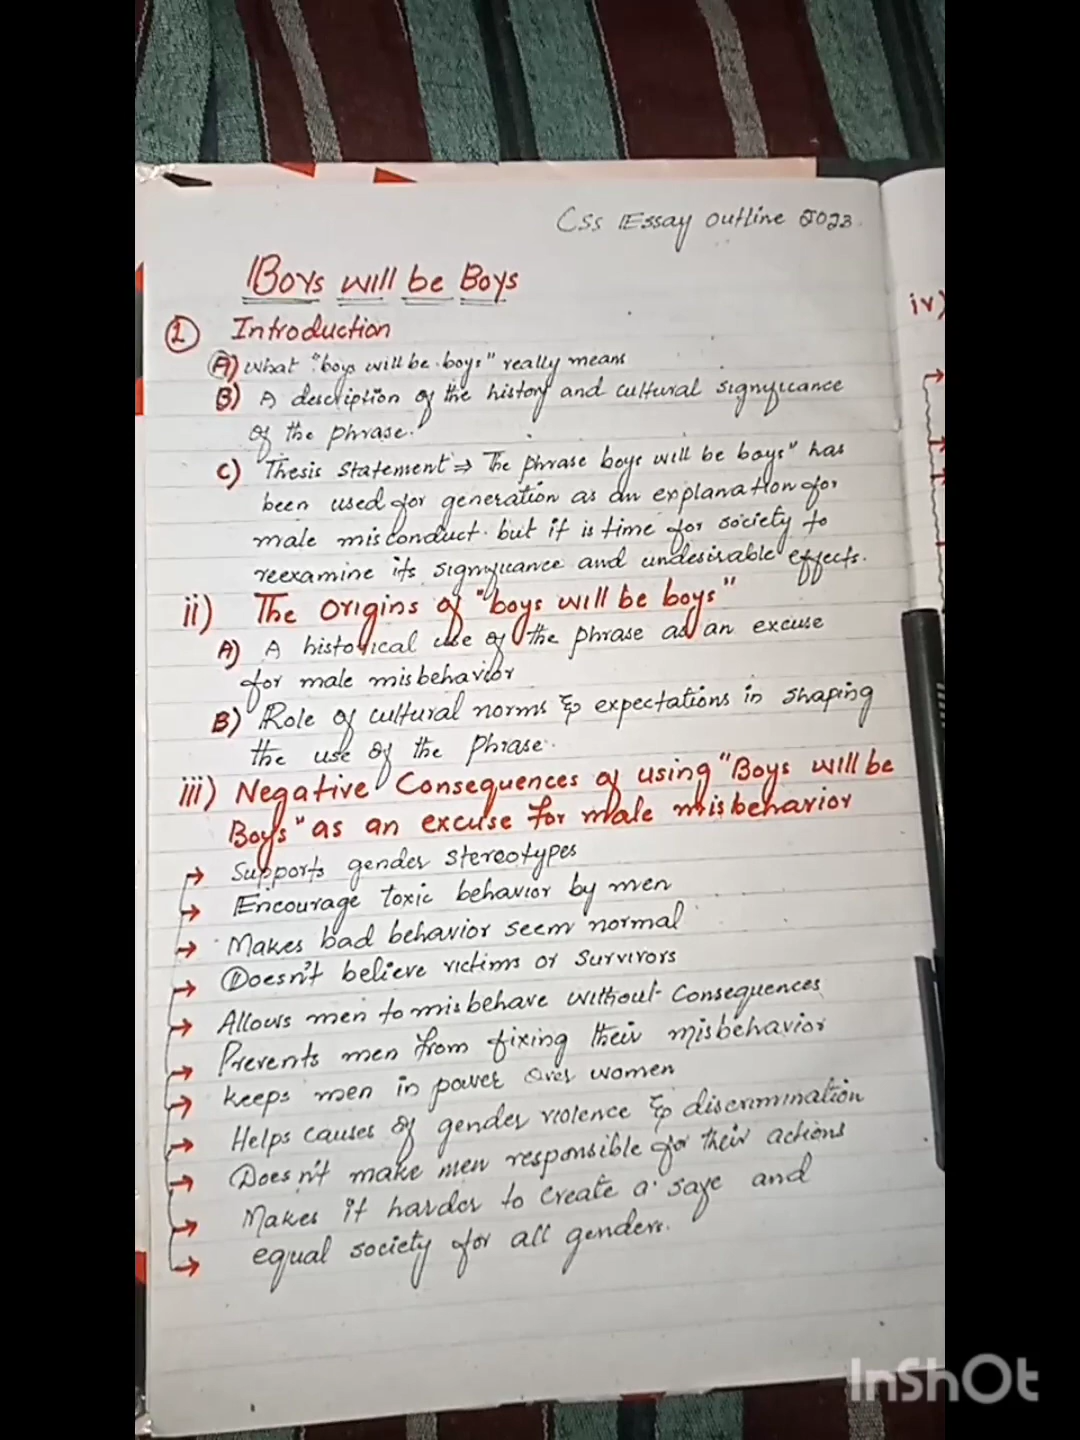 CSS Essay outline 2023.
Boys will be Boys
1 Introduction
A) What "boys will be boys" really means
B) A description of the history and cultural significance
of the phrase.
C) Thesis Statement ⇒ The phrase boys will be boys" has
been used for generation as an explanation for
male misconduct. but it is time for society to
reexamine its significance and undesirable effects.
ii) The origins of "boys will be boys"
A) A historical use of the phrase as an excuse
for male misbehavior
B) Role of cultural norms & expectations in shaping
the use of the Phrase.
iii) Negative Consequences of using "Boys will be
Boys" as an excuse for male misbehavior
→ Supports gender stereotypes
→ Encourage toxic behavior by men
→ Makes bad behavior seem normal
→ Doesn't believe victims or survivors
→ Allows men to misbehave without consequences
→ Prevents men from fixing their misbehavior
→ keeps men in power over women
→ Helps causes of gender violence & discrimination
→ Doesn't make men responsible for their actions
→ Makes it harder to create a safe and
→ equal society for all genders.
iv)
InShOt